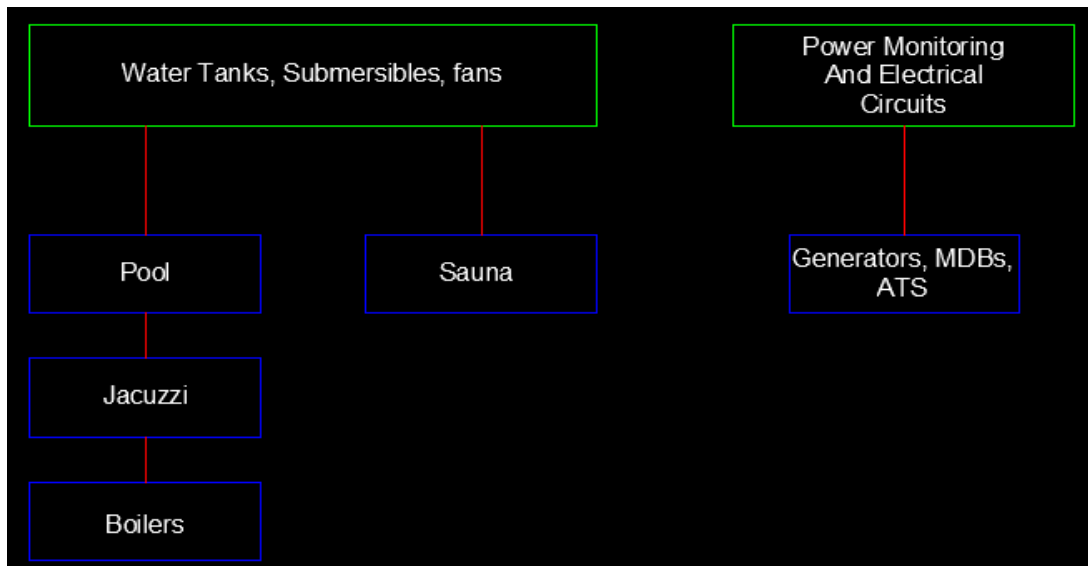 Water Tanks, Submersibles, fans
Power Monitoring
And Electrical
Circuits
Pool
Sauna
Generators, MDBs,
ATS
Jacuzzi
Boilers